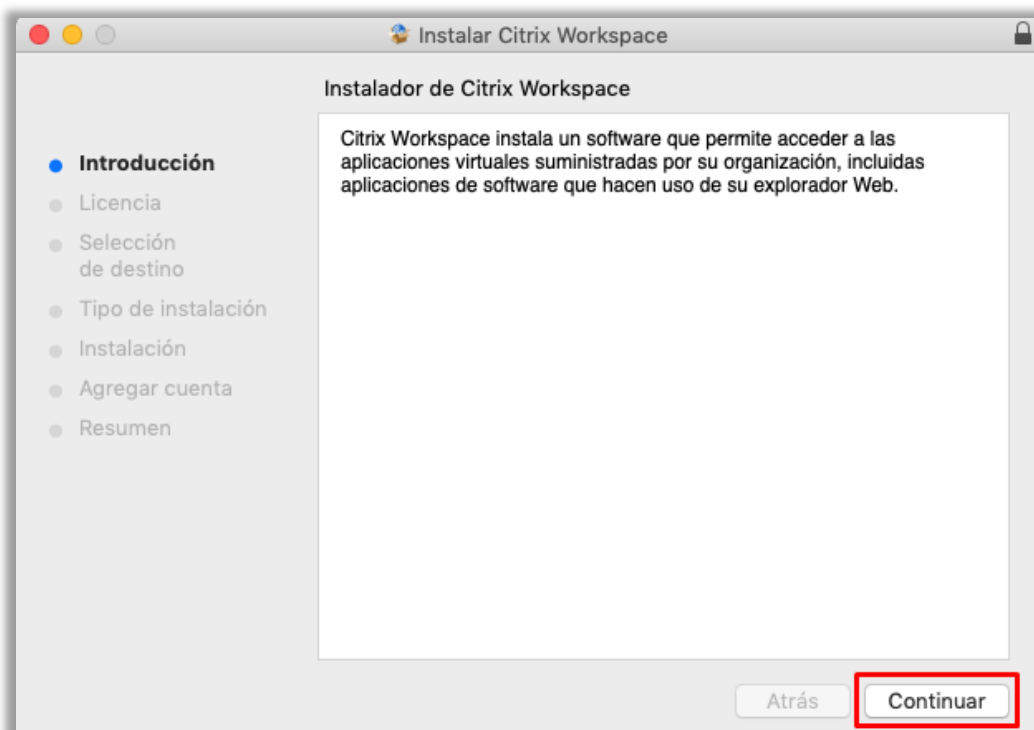 Instalar Citrix Workspace
Instalador de Citrix Workspace
Introducción
Licencia
Selección
de destino
Tipo de instalación
Instalación
Agregar cuenta
Resumen
Citrix Workspace instala un software que permite acceder a las
aplicaciones virtuales suministradas por su organización, incluidas
aplicaciones de software que hacen uso de su explorador Web.
Atrás
Continuar